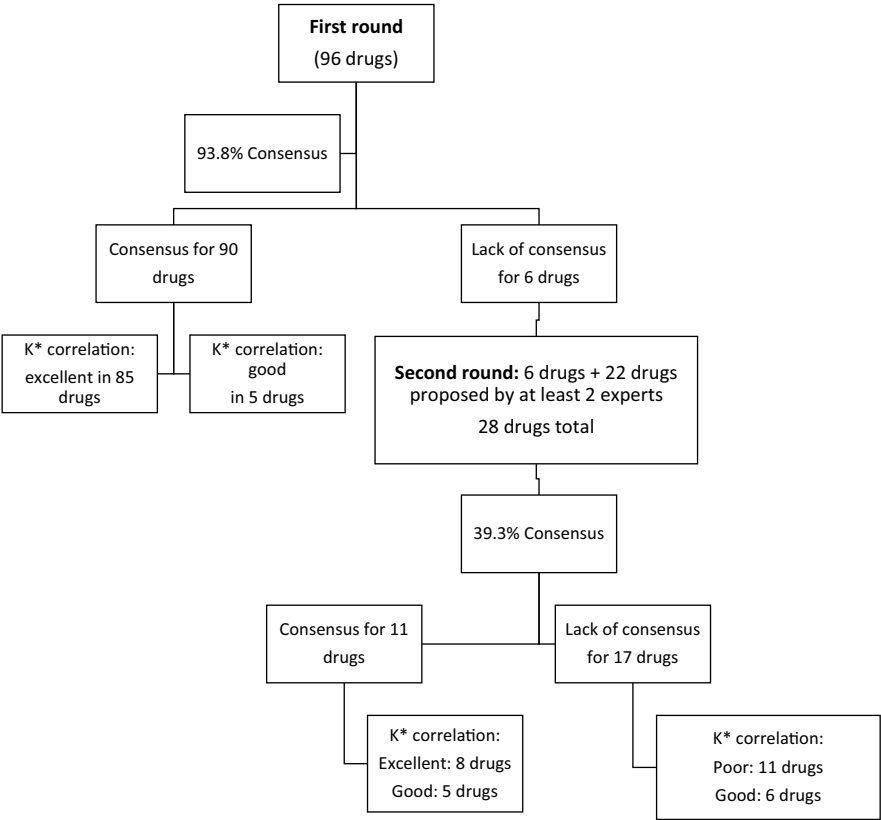 First round
(96 drugs)
93.8% Consensus
Consensus for 90
drugs
Lack of consensus
for 6 drugs
K* correlation:
excellent in 85
drugs
K* correlation:
good
in 5 drugs
Second round: 6 drugs + 22 drugs
proposed by at least 2 experts
28 drugs total
39.3% Consensus
Consensus for 11
drugs
Lack of consensus
for 17 drugs
K* correlation:
Excellent: 8 drugs
Good: 5 drugs
K* correlation:
Poor: 11 drugs
Good: 6 drugs